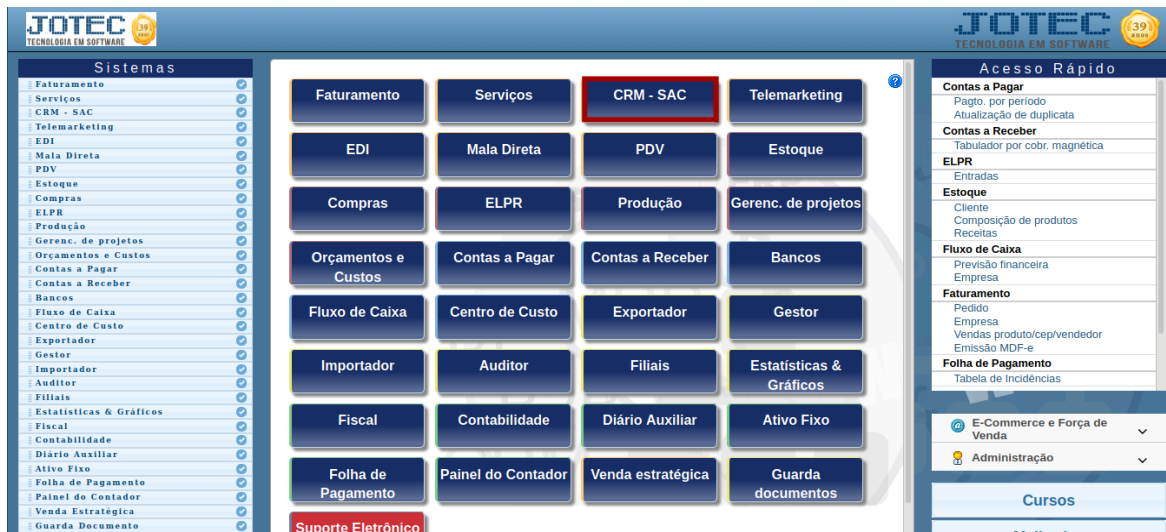 JOTEC 39 anos
TECNOLOGIA EM SOFTWARE
JOTEC 39 anos
TECNOLOGIA EM SOFTWARE
Sistemas
Faturamento
Serviços
CRM - SAC
Telemarketing
EDI
Mala Direta
PDV
Estoque
Compras
ELPR
Produção
Gerenc. de projetos
Orçamentos e Custos
Contas a Pagar
Contas a Receber
Bancos
Fluxo de Caixa
Centro de Custo
Exportador
Gestor
Importador
Auditor
Filiais
Estatísticas & Gráficos
Fiscal
Contabilidade
Diário Auxiliar
Ativo Fixo
Folha de Pagamento
Painel do Contador
Venda Estratégica
Guarda Documento
Faturamento
Serviços
CRM - SAC
Telemarketing
?
EDI
Mala Direta
PDV
Estoque
Compras
ELPR
Produção
Gerenc. de projetos
Orçamentos e
Custos
Contas a Pagar
Contas a Receber
Bancos
Fluxo de Caixa
Centro de Custo
Exportador
Gestor
Importador
Auditor
Filiais
Estatísticas &
Gráficos
Fiscal
Contabilidade
Diário Auxiliar
Ativo Fixo
Folha de
Pagamento
Painel do Contador
Venda estratégica
Guarda
documentos
Suporte Eletrônico
Acesso Rápido
Contas a Pagar
Pagto. por período
Atualização de duplicata
Contas a Receber
Tabulador por cobr. magnética
ELPR
Entradas
Estoque
Cliente
Composição de produtos
Receitas
Fluxo de Caixa
Previsão financeira
Empresa
Faturamento
Pedido
Empresa
Vendas produto/cep/vendedor
Emissão MDF-e
Folha de Pagamento
Tabela de Incidências
@ E-Commerce e Força de
Venda
Administração
Cursos